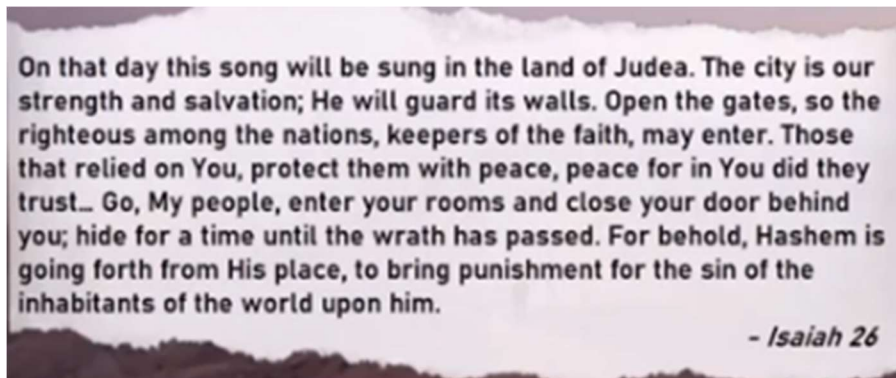 On that day this song will be sung in the land of Judea. The city is our
strength and salvation; He will guard its walls. Open the gates, so the
righteous among the nations, keepers of the faith, may enter. Those
that relied on You, protect them with peace, peace for in You did they
trust... Go, My people, enter your rooms and close your door behind
you; hide for a time until the wrath has passed. For behold, Hashem is
going forth from His place, to bring punishment for the sin of the
inhabitants of the world upon him.
- Isaiah 26